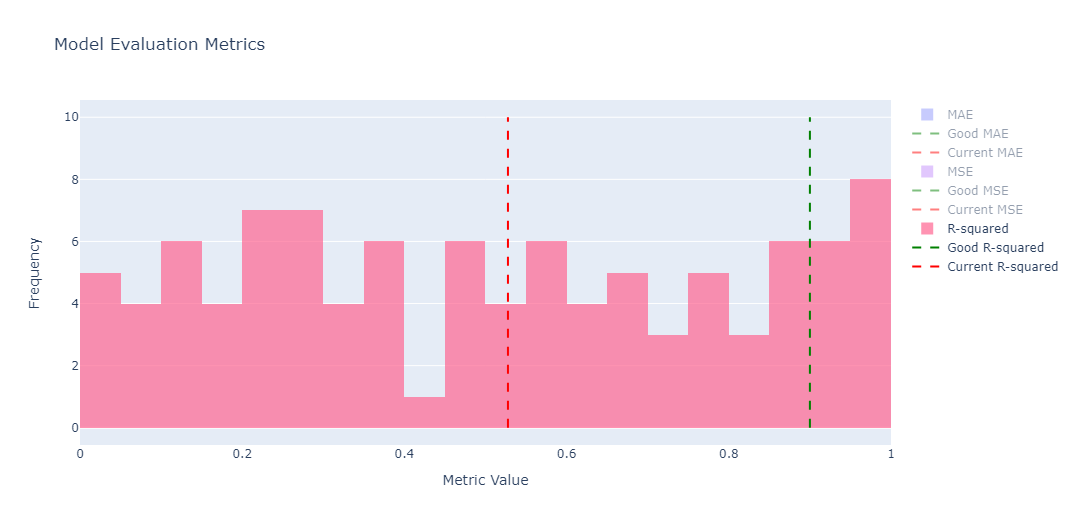 Model Evaluation Metrics
10
8
6
4
2
0
Frequency
0 0.2 0.4 0.6 0.8 1
Metric Value
MAE
Good MAE
Current MAE
MSE
Good MSE
Current MSE
R-squared
Good R-squared
Current R-squared